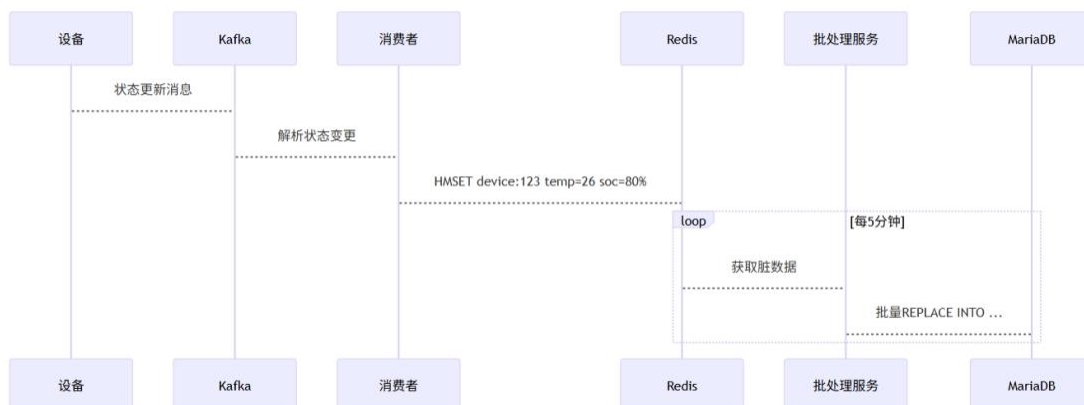 设备 Kafka 消费者 Redis 批处理服务 MariaDB
状态更新消息
解析状态变更
HMSET device:123 temp=26 soc=80%
loop [每5分钟]
获取脏数据
批量REPLACE INTO ...
设备 Kafka 消费者 Redis 批处理服务 MariaDB